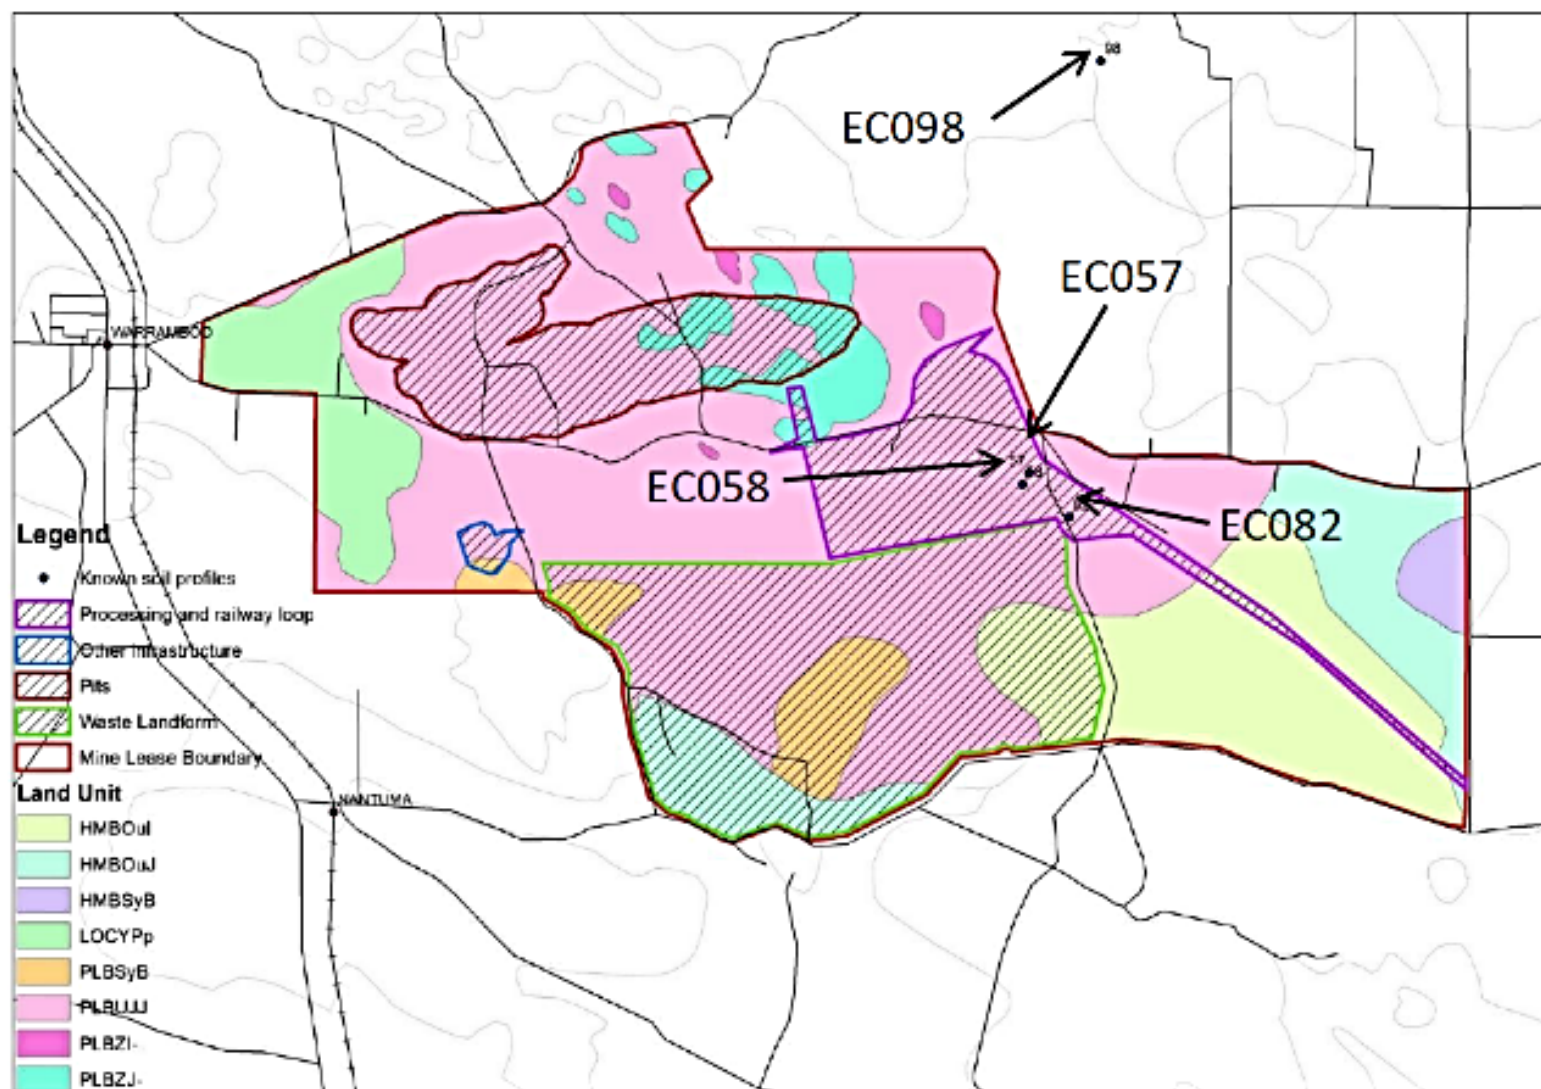 98
EC098
EC057
WARRAMBOO
EC058
EC082
Legend
Known soil profiles
Processing and railway loop
Other infrastructure
Pits
Waste Landform
Mine Lease Boundary
Land Unit
NANTUMA
HMBOuI
HMBOuJ
HMBSyB
LOCYPp
PLBSyB
PLBZI-
PLBZJ-